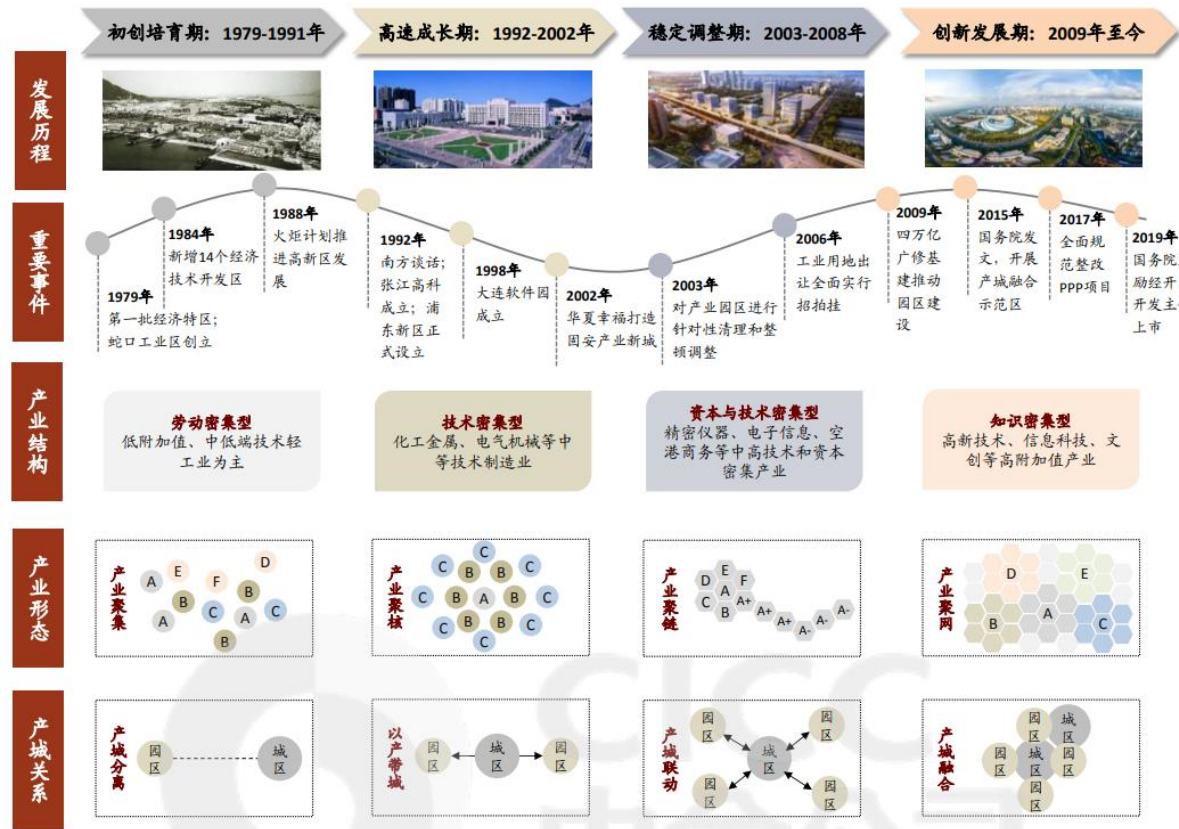 初创培育期：1979-1991年
高速成长期：1992-2002年
稳定调整期：2003-2008年
创新发展期：2009年至今
发展历程
重要事件
1979年
第一批经济特区；
蛇口工业区创立
1984年
新增14个经济
技术开发区
1988年
火炬计划推
进高新区发
展
1992年
南方谈话；
张江高科
成立；浦
东新区正
式设立
1998年
大连软件园
成立
2002年
华夏幸福打造
固安产业新城
2003年
对产业园区进行
针对性清理和整
顿调整
2006年
工业用地出
让全面实行
招拍挂
2009年
四万亿
广修基
建推动
园区建
设
2015年
国务院发
文，开展
产城融合
示范区
2017年
全面规
范整改
PPP项目
2019年
国务院
励经开
开发主
上市
产业结构
劳动密集型
低附加值、中低端技术轻
工业为主
技术密集型
化工金属、电气机械等中
等技术制造业
资本与技术密集型
精密仪器、电子信息、空
港商务等中高技术和资本
密集产业
知识密集型
高新技术、信息科技、文
创等高附加值产业
产业形态
产业聚集
D
E
A
F
B
B
C
A
C
A
B
产业聚核
C
C
B
B
C
C
B
A
B
C
C
B
B
C
C
产业聚链
E
D
F
A
C
A+
B
A+
A+
A-
A-
A-
产业聚网
D
E
A
B
C
产城关系
产城分离
园区
城区
以产带城
园区
城区
园区
产城联动
园区
园区
城区
园区
园区
产城融合
园区
城区
园区
城区
园区
园区
CICC